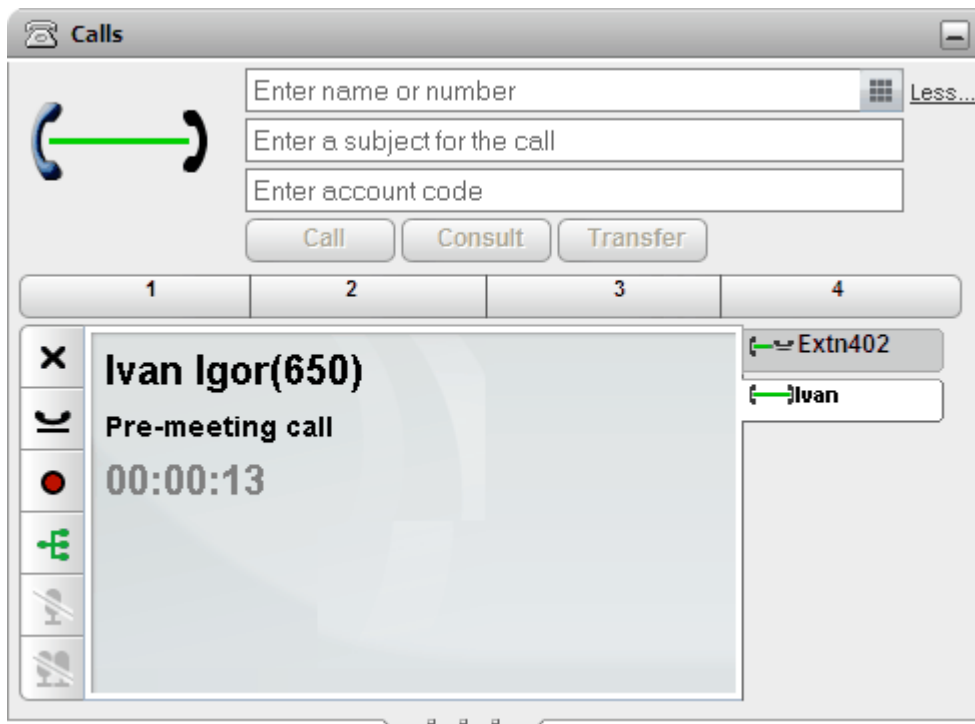 Calls
Enter name or number
Less...
Enter a subject for the call
Enter account code
Call Consult Transfer
1 2 3 4
Ivan Igor(650)
Pre-meeting call
00:00:13
Extn402
Ivan